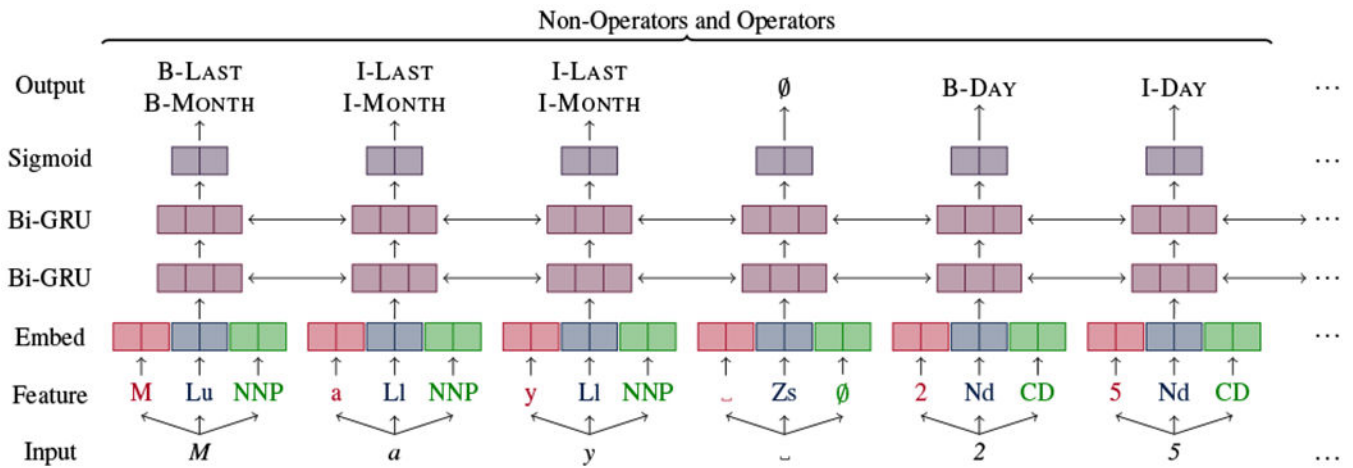 Non-Operators and Operators
Output B-LAST I-LAST I-LAST ∅ B-DAY I-DAY ...
B-MONTH I-MONTH I-MONTH
Sigmoid ...
Bi-GRU ...
Bi-GRU ...
Embed ...
Feature M Lu NNP a Ll NNP y Ll NNP ␣ Zs ∅ 2 Nd CD 5 Nd CD
Input M a y ␣ 2 5 ...